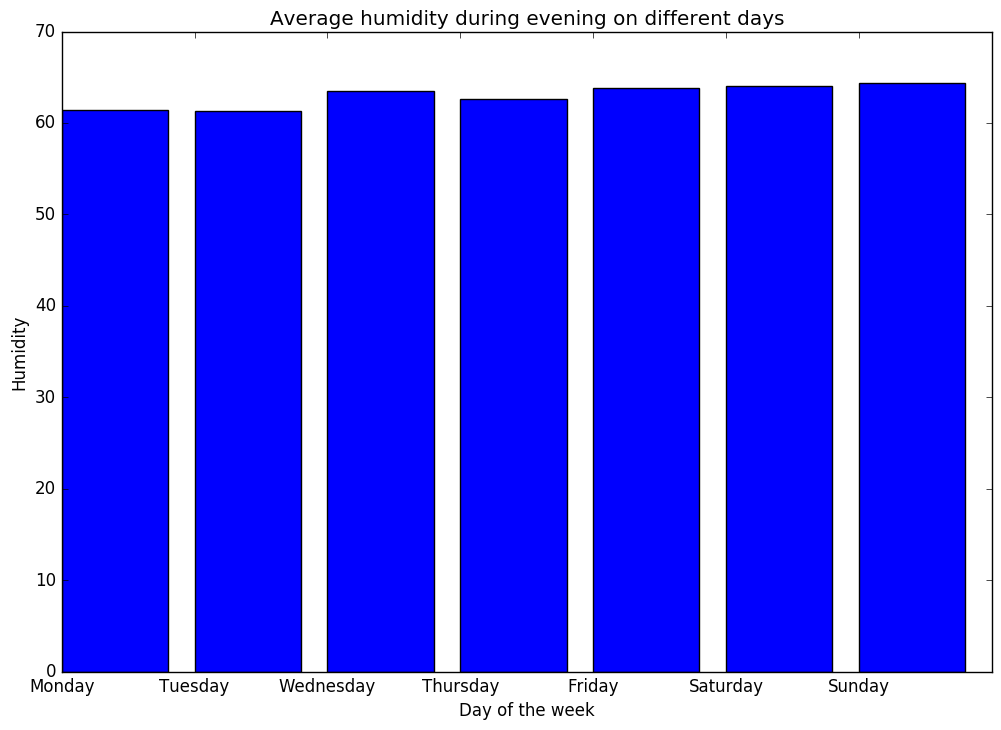 Average humidity during evening on different days
70
60
50
40
30
20
10
0
Humidity
Monday Tuesday Wednesday Thursday Friday Saturday Sunday
Day of the week